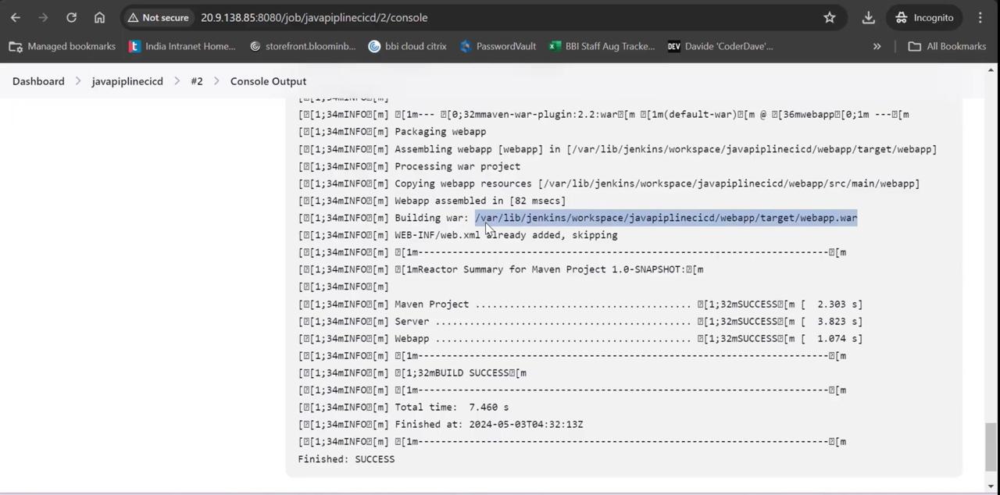 Not secure 20.9.138.85:8080/job/javapiplinecicd/2/console Incognito
Managed bookmarks India Intranet Home... storefront.bloominb... bbi cloud citrix PasswordVault BBI Staff Aug Tracke... DEV Davide 'CoderDave'... » All Bookmarks
Dashboard > javapiplinecicd > #2 > Console Output
[[1;34mINFO[m]
[[1;34mINFO[m] [1m--- [0;32mmaven-war-plugin:2.2:war[m [1m(default-war)[m @ [36mwebapp[0;1m ---[m
[[1;34mINFO[m] Packaging webapp
[[1;34mINFO[m] Assembling webapp [webapp] in [/var/lib/jenkins/workspace/javapiplinecicd/webapp/target/webapp]
[[1;34mINFO[m] Processing war project
[[1;34mINFO[m] Copying webapp resources [/var/lib/jenkins/workspace/javapiplinecicd/webapp/src/main/webapp]
[[1;34mINFO[m] Webapp assembled in [82 msecs]
[[1;34mINFO[m] Building war: /var/lib/jenkins/workspace/javapiplinecicd/webapp/target/webapp.war
[[1;34mINFO[m] WEB-INF/web.xml already added, skipping
[[1;34mINFO[m] [1m------------------------------------------------------------------------[m
[[1;34mINFO[m] [1mReactor Summary for Maven Project 1.0-SNAPSHOT:[m
[[1;34mINFO[m]
[[1;34mINFO[m] Maven Project ...................................... [1;32mSUCCESS[m [  2.303 s]
[[1;34mINFO[m] Server ............................................. [1;32mSUCCESS[m [  3.823 s]
[[1;34mINFO[m] Webapp ............................................. [1;32mSUCCESS[m [  1.074 s]
[[1;34mINFO[m] [1m------------------------------------------------------------------------[m
[[1;34mINFO[m] [1;32mBUILD SUCCESS[m
[[1;34mINFO[m] [1m------------------------------------------------------------------------[m
[[1;34mINFO[m] Total time:  7.460 s
[[1;34mINFO[m] Finished at: 2024-05-03T04:32:13Z
[[1;34mINFO[m] [1m------------------------------------------------------------------------[m
Finished: SUCCESS